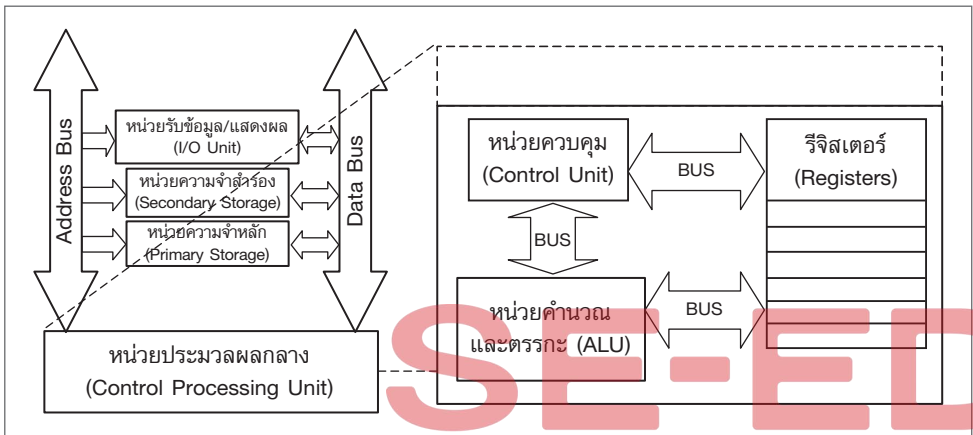 Address Bus
หน่วยรับข้อมูล/แสดงผล
(I/O Unit)
หน่วยความจำสำรอง
(Secondary Storage)
หน่วยความจำหลัก
(Primary Storage)
Data Bus
หน่วยประมวลผลกลาง
(Control Processing Unit)
หน่วยควบคุม
(Control Unit)
BUS
รีจิสเตอร์
(Registers)
BUS
หน่วยคำนวณ
และตรรกะ (ALU)
BUS
SE-ED